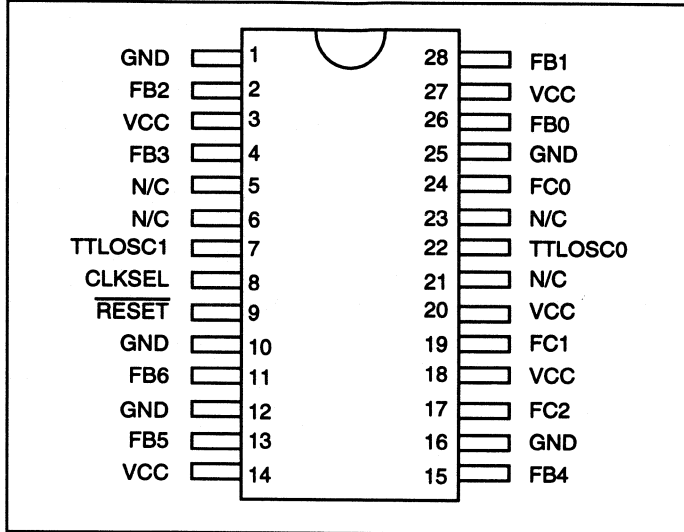 GND 1 28 FB1
FB2 2 27 VCC
VCC 3 26 FB0
FB3 4 25 GND
N/C 5 24 FC0
N/C 6 23 N/C
TTLOSC1 7 22 TTLOSC0
CLKSEL 8 21 N/C
RESET 9 20 VCC
GND 10 19 FC1
FB6 11 18 VCC
GND 12 17 FC2
FB5 13 16 GND
VCC 14 15 FB4